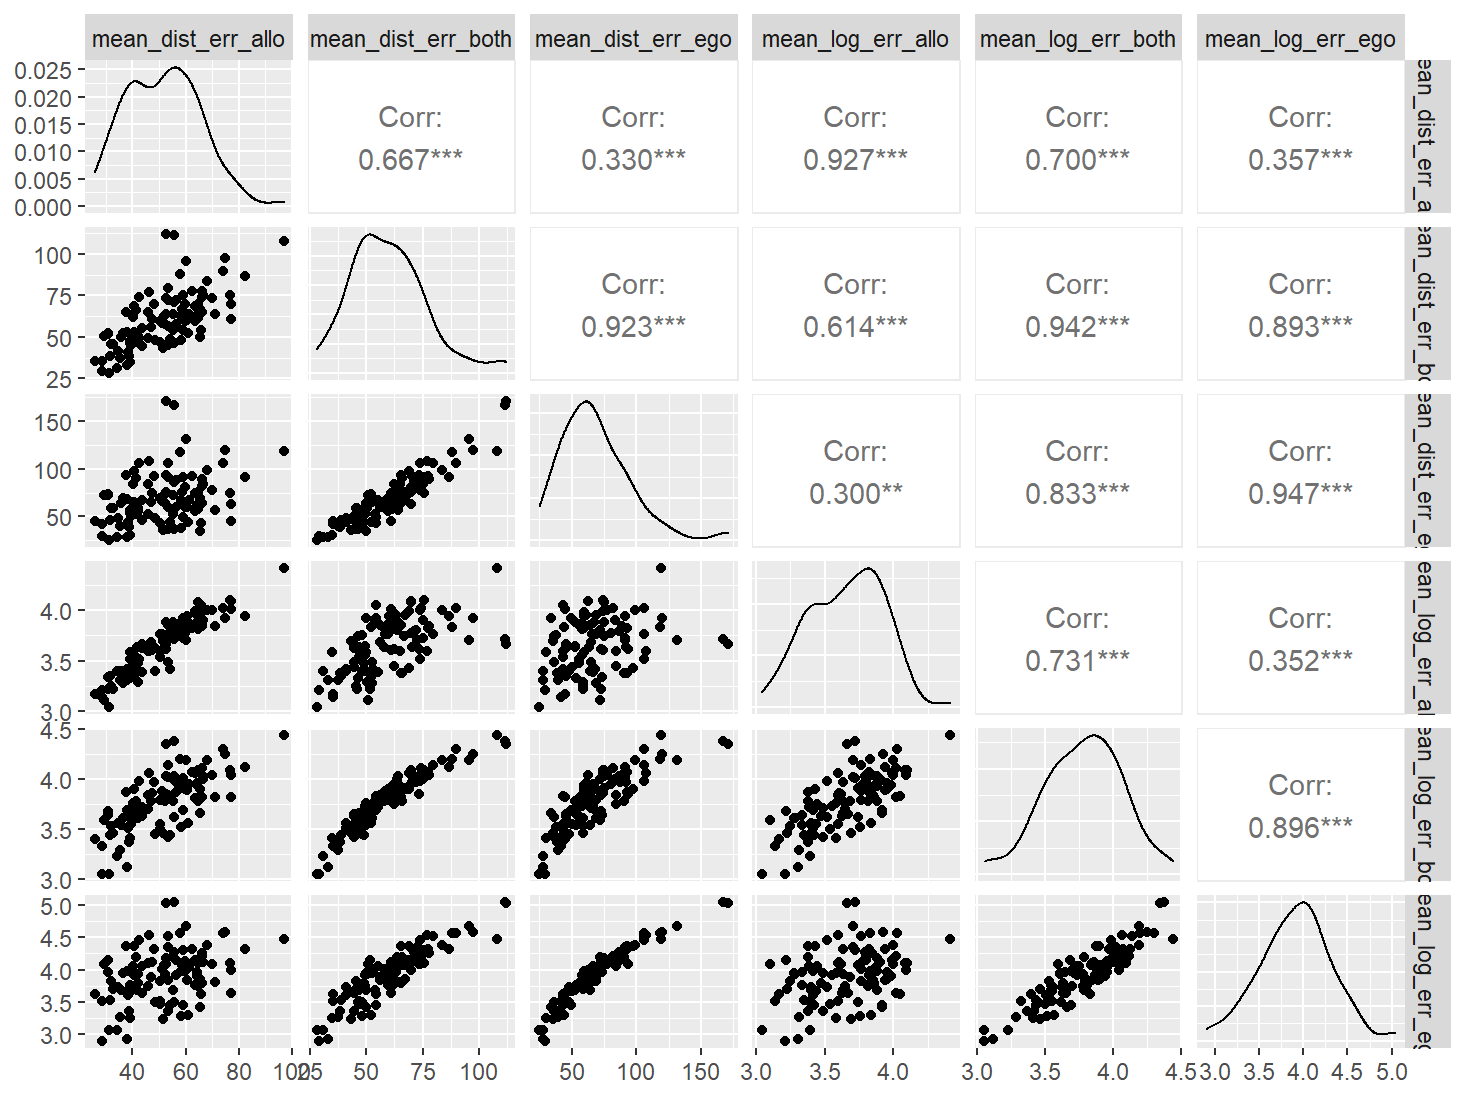 mean_dist_err_allo mean_dist_err_both mean_dist_err_ego mean_log_err_allo mean_log_err_both mean_log_err_ego
0.025
0.020
0.015
0.010
0.005
0.000
Corr: Corr: Corr: Corr: Corr:
0.667*** 0.330*** 0.927*** 0.700*** 0.357***
ean_dist_err_a
100
75
50
25
Corr: Corr: Corr: Corr:
0.923*** 0.614*** 0.942*** 0.893***
ean_dist_err_bo
150
100
50
Corr: Corr: Corr:
0.300** 0.833*** 0.947***
ean_dist_err_e
4.0
3.5
3.0
Corr: Corr:
0.731*** 0.352***
ean_log_err_al
4.5
4.0
3.5
3.0
Corr:
0.896***
ean_log_err_bo
5.0
4.5
4.0
3.5
3.0
ean_log_err_eg
40 60 80 100 25 50 75 100 50 100 150 3.0 3.5 4.0 3.0 3.5 4.0 4.5 3.0 3.5 4.0 4.5 5.0